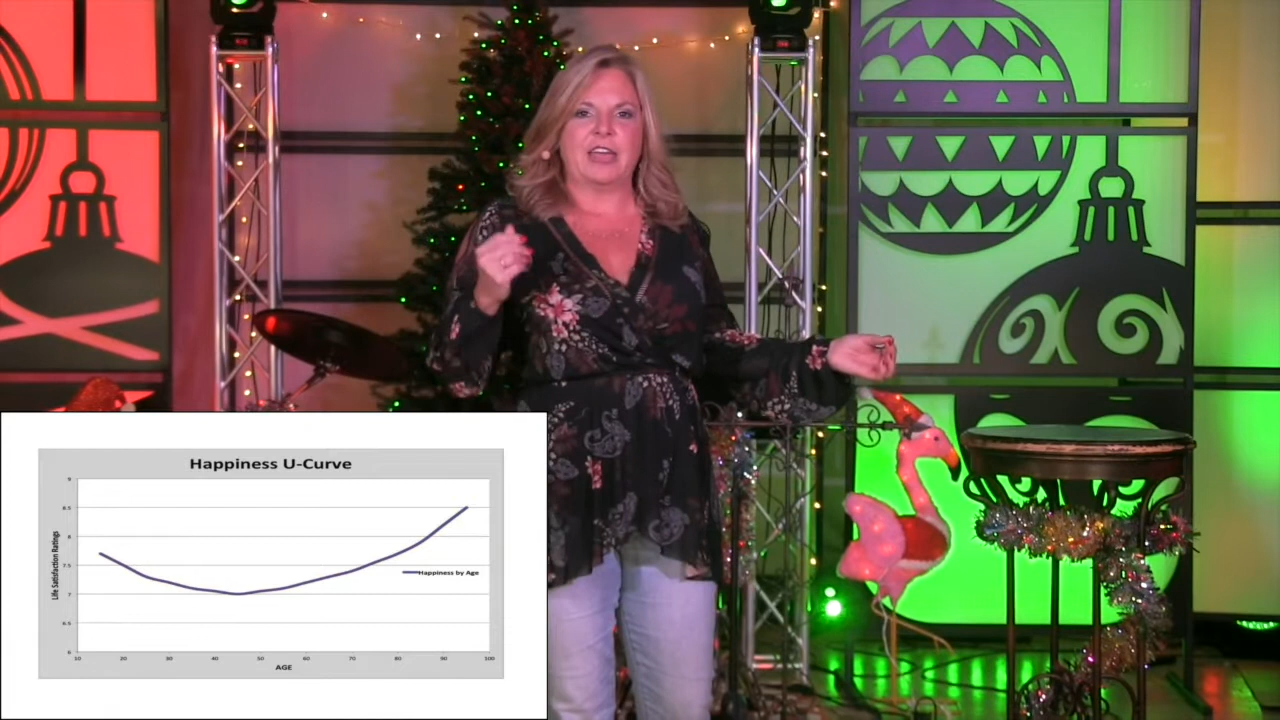 Happiness U-Curve
9
8.5
8
7.5
7
6.5
6
Life Satisfaction Ratings
Happiness by Age
10 20 30 40 50 60 70 80 90 100
AGE